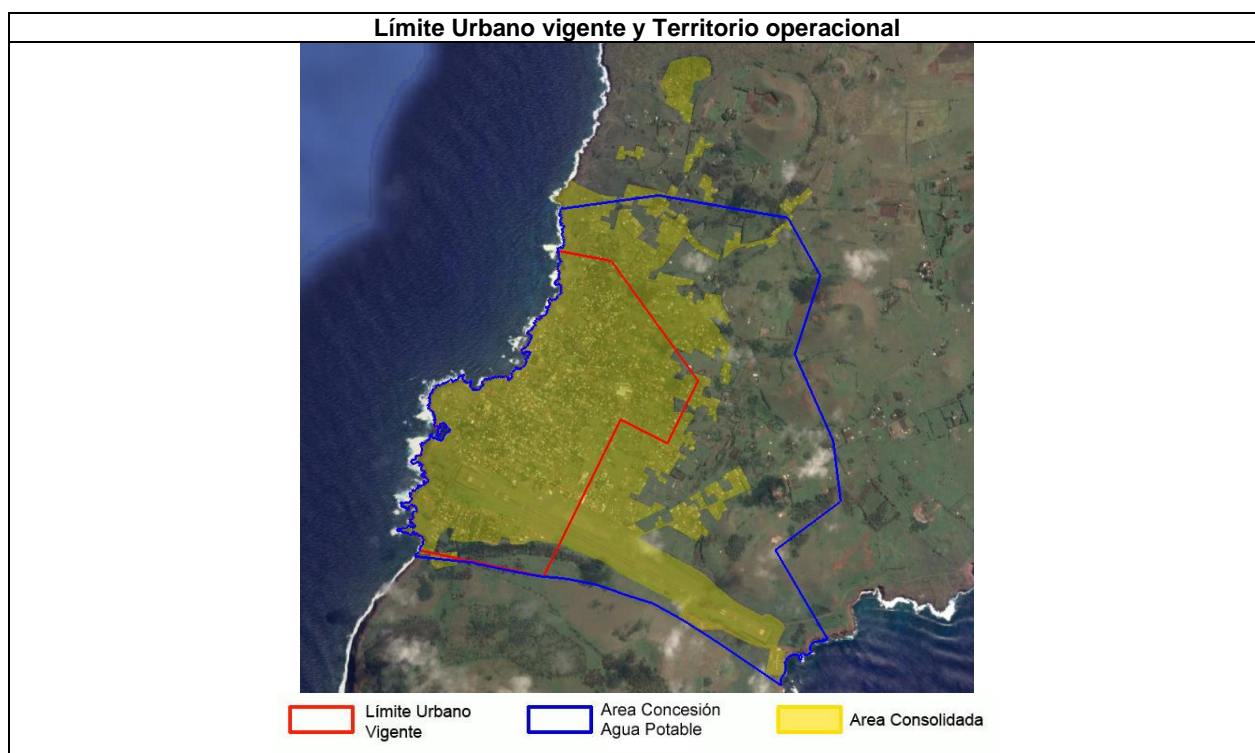 Límite Urbano vigente y Territorio operacional
Límite Urbano
Vigente
Area Concesión
Agua Potable
Area Consolidada